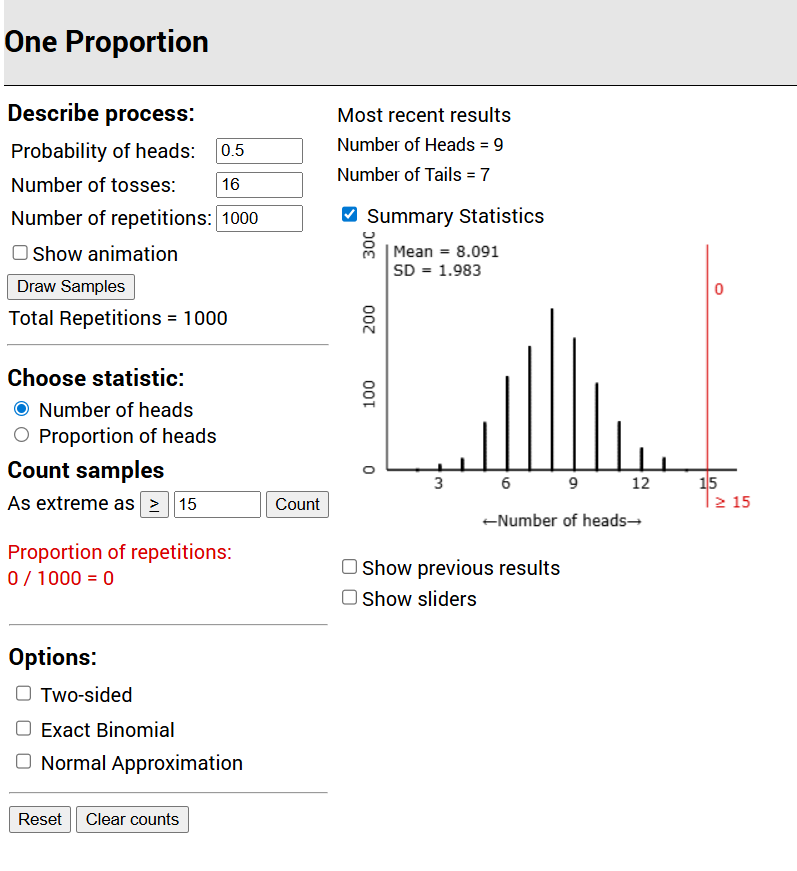 One Proportion
Describe process:
Probability of heads: 0.5
Number of tosses: 16
Number of repetitions: 1000
Show animation
Draw Samples
Total Repetitions = 1000
Choose statistic:
Number of heads
Proportion of heads
Count samples
As extreme as ≥ 15 Count
Proportion of repetitions:
0 / 1000 = 0
Options:
Two-sided
Exact Binomial
Normal Approximation
Reset Clear counts
Most recent results
Number of Heads = 9
Number of Tails = 7
Summary Statistics
Mean = 8.091
SD = 1.983
0
300
200
100
0
3 6 9 12 15
≥ 15
←Number of heads→
Show previous results
Show sliders